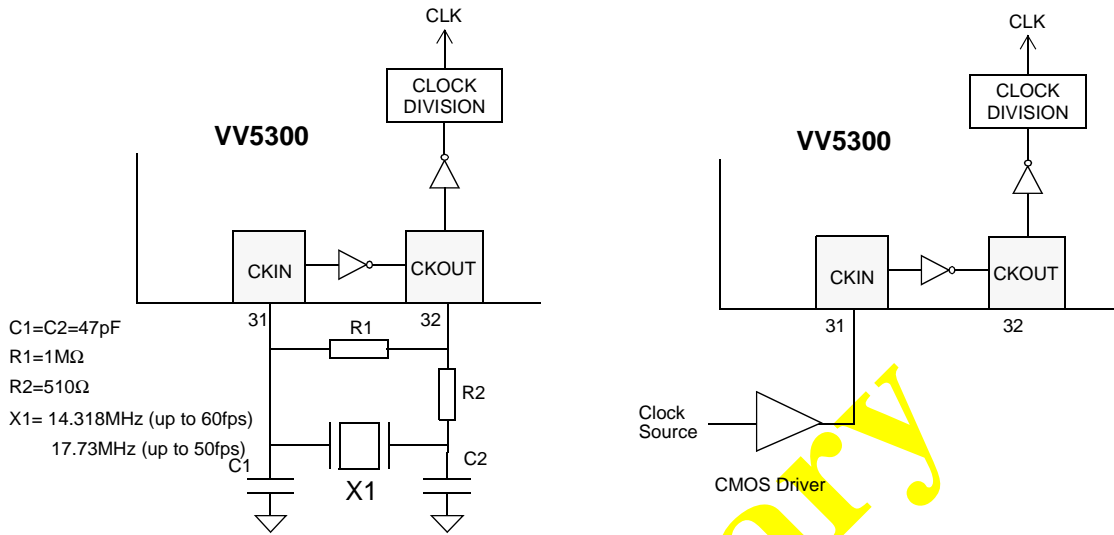 CLK
CLOCK
DIVISION
VV5300
CKIN
CKOUT
31
32
R1
C1=C2=47pF
R1=1MΩ
R2=510Ω
X1= 14.318MHz (up to 60fps)
17.73MHz (up to 50fps)
R2
C1
C2
X1
CLK
CLOCK
DIVISION
VV5300
CKIN
CKOUT
31
32
Clock
Source
CMOS Driver
ary